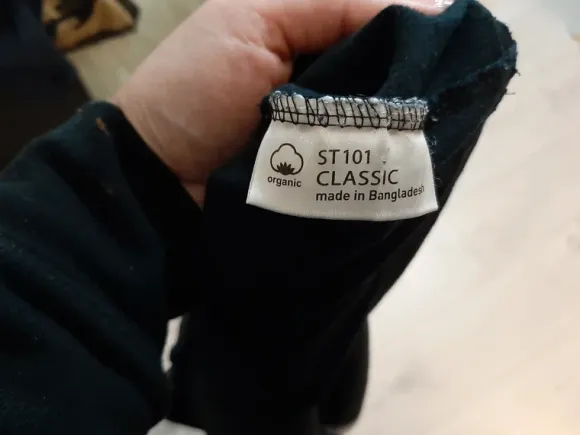 ST101
CLASSIC
organic
made in Bangladesh